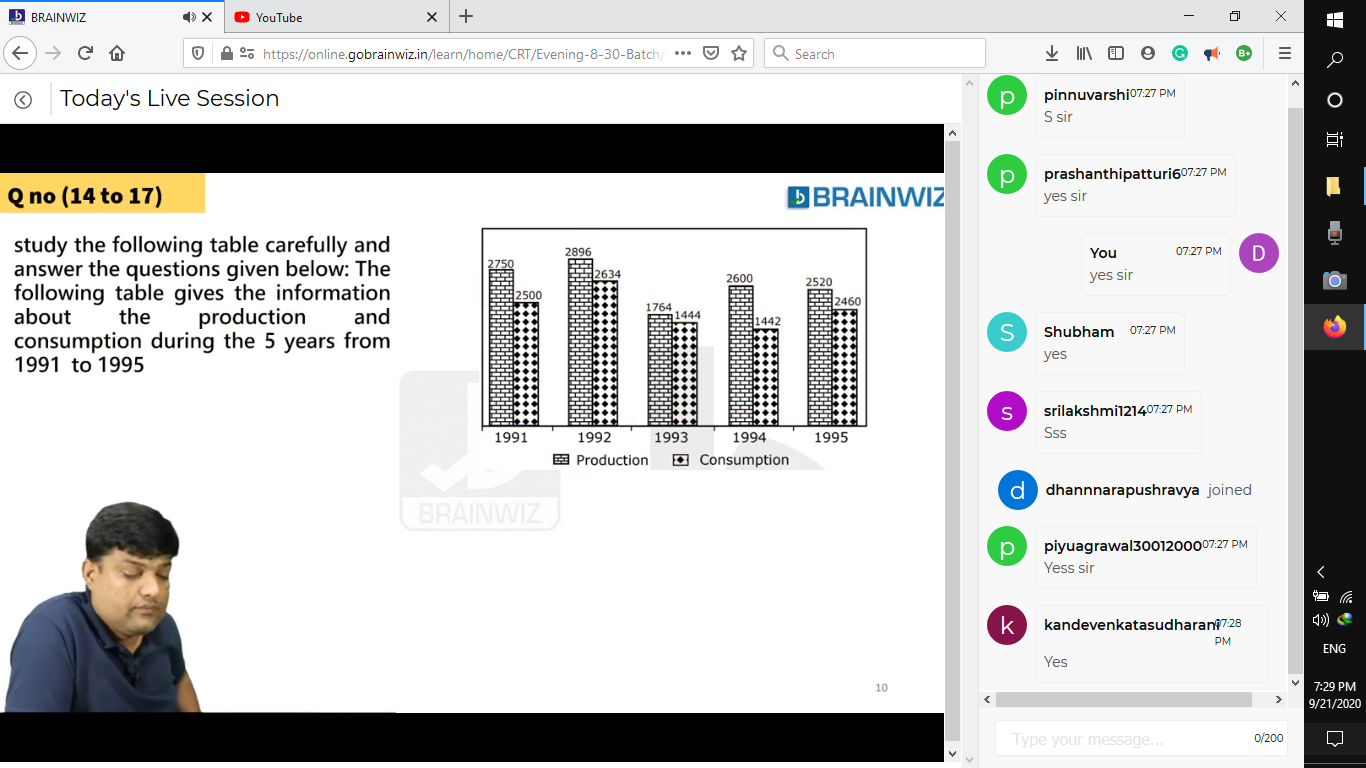 BRAINWIZ
YouTube
https://online.gobrainwiz.in/learn/home/CRT/Evening-8-30-Batch/
Search
Today's Live Session
Q no (14 to 17)
BRAINWIZ
study the following table carefully and
answer the questions given below: The
following table gives the information
about the production and
consumption during the 5 years from
1991 to 1995
2750
2500
2896
2634
1764
1444
2600
1442
2520
2460
1991 1992 1993 1994 1995
Production Consumption
BRAINWIZ
10
p pinnuvarshi 07:27 PM
S sir
p prashanthipatturi6 07:27 PM
yes sir
You 07:27 PM D
yes sir
S Shubham 07:27 PM
yes
s srilakshmi1214 07:27 PM
Sss
d dhannnarapushravya joined
p piyuagrawal30012000 07:27 PM
Yess sir
k kandevenkatasudharani 07:28
PM
Yes
Type your message... 0/200
B+
ENG
7:29 PM
9/21/2020